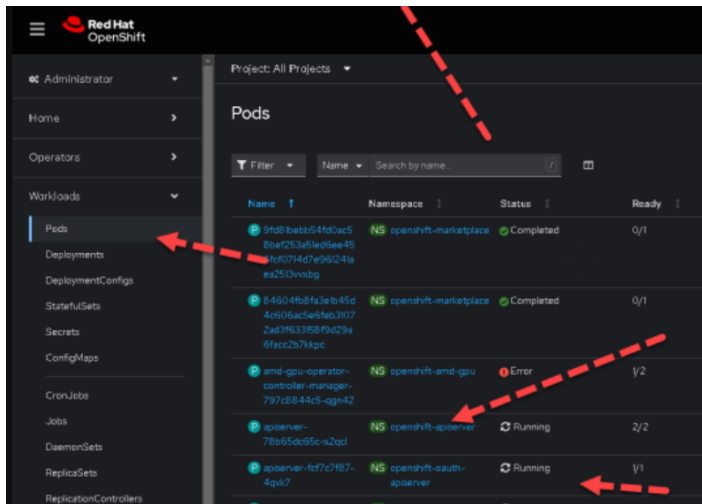 Red Hat
OpenShift
Administrator
Project: All Projects
Home
Pods
Operators
Filter
Name
Search by name...
/
Workloads
Name
Namespace
Status
Ready
Pods
Deployments
DeploymentConfigs
StatefulSets
Secrets
ConfigMaps
CronJobs
Jobs
DaemonSets
ReplicaSets
ReplicationControllers
P
NS openshift-marketplace
Completed
0/1
P
NS openshift-marketplace
Completed
0/1
P amd-gpu-operator-
controller-manager-
797c8844c5-qgn42
NS openshift-amd-gpu
Error
1/2
P apiserver-
78b65dc65c-s2qcl
NS openshift-apiserver
Running
2/2
P apiserver-fcf7c7f87-
4qvk7
NS openshift-oauth-
apiserver
Running
1/1